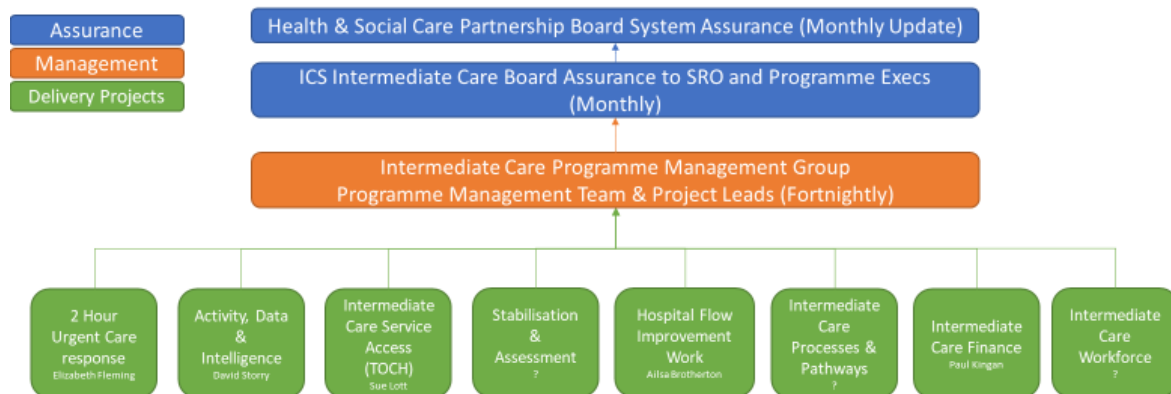 Assurance
Management
Delivery Projects
Health & Social Care Partnership Board System Assurance (Monthly Update)
ICS Intermediate Care Board Assurance to SRO and Programme Execs
(Monthly)
Intermediate Care Programme Management Group
Programme Management Team & Project Leads (Fortnightly)
2 Hour
Urgent Care
response
Elizabeth Fleming
Activity, Data
&
Intelligence
David Storry
Intermediate
Care Service
Access
(TOCH)
Sue Lott
Stabilisation
&
Assessment
?
Hospital Flow
Improvement
Work
Ailsa Brotherton
Intermediate
Care
Processes &
Pathways
?
Intermediate
Care Finance
Paul Kingan
Intermediate
Care
Workforce
?